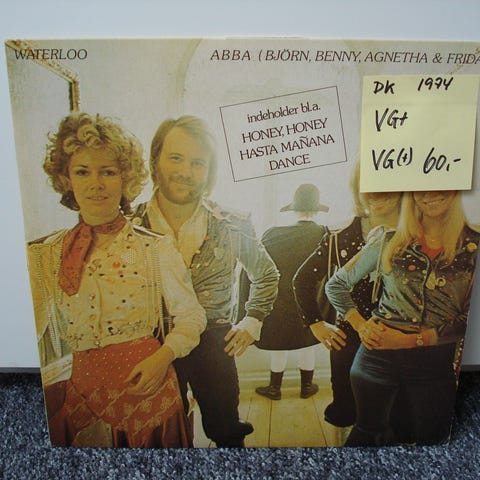 WATERLOO
ABBA (BJÖRN, BENNY, AGNETHA & FRIDA
indeholder bl.a.
HONEY, HONEY
HASTA MAÑANA
DANCE
DK 1974
VG+
VG(+) 60,-